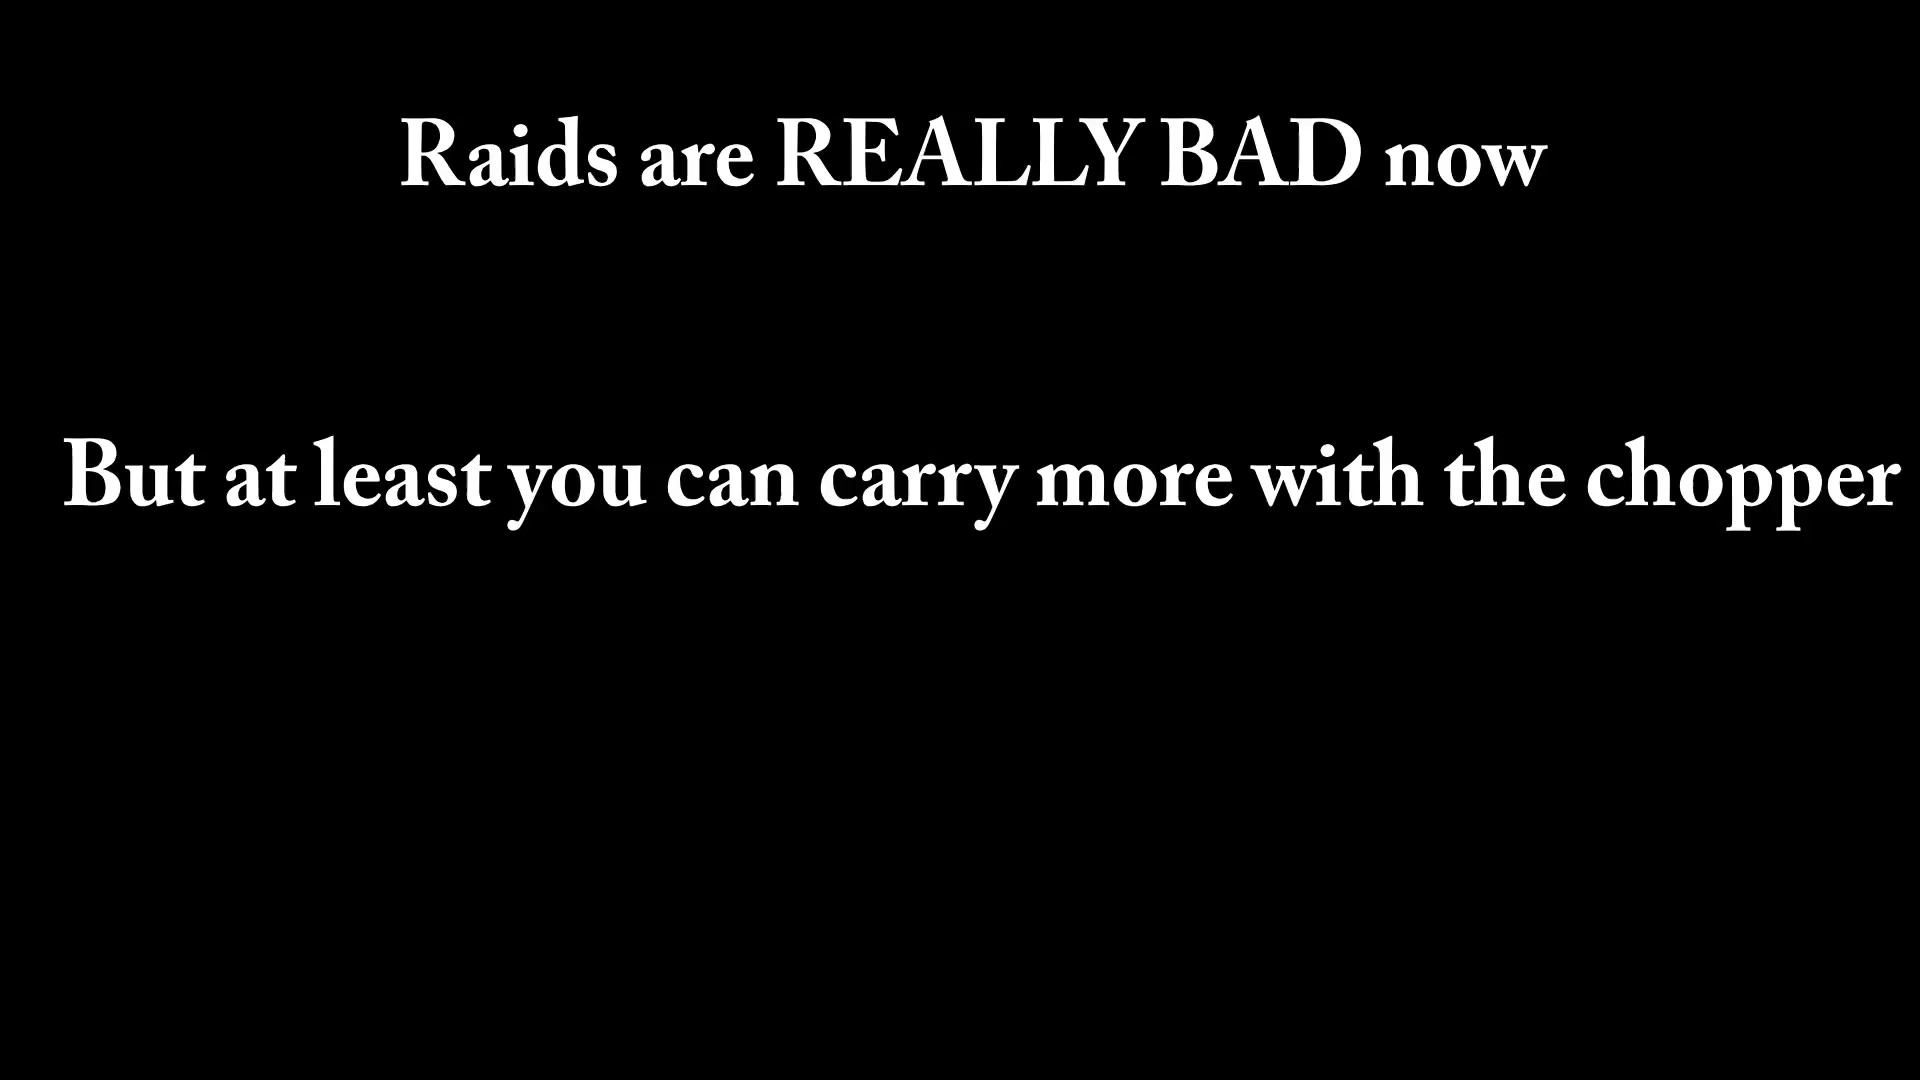 Raids are REALLY BAD now
But at least you can carry more with the chopper